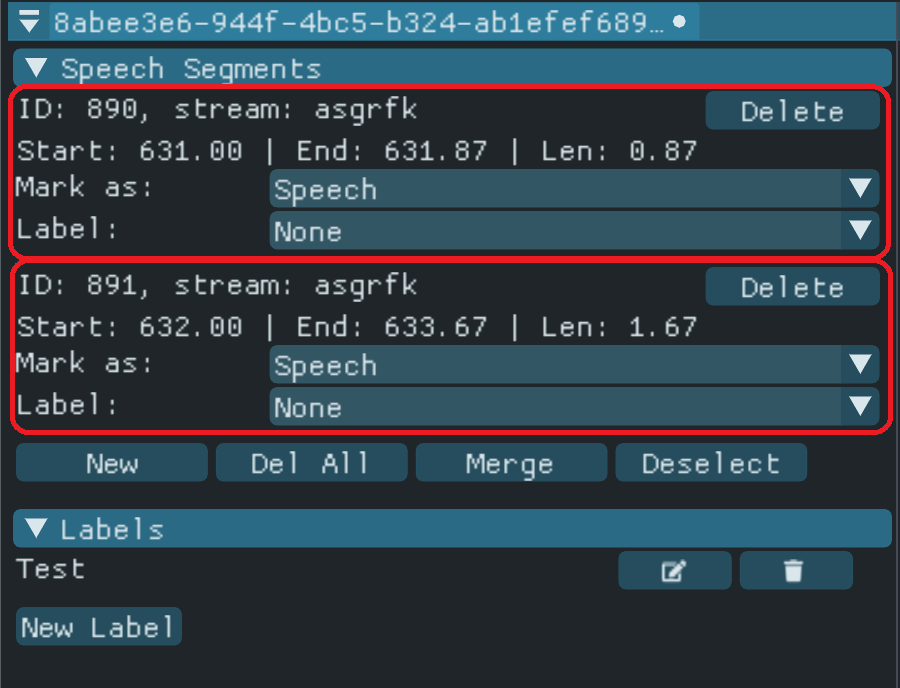 8abee3e6-944f-4bc5-b324-ab1efef689…
Speech Segments
ID: 890, stream: asgrfk Delete
Start: 631.00 | End: 631.87 | Len: 0.87
Mark as: Speech
Label: None
ID: 891, stream: asgrfk Delete
Start: 632.00 | End: 633.67 | Len: 1.67
Mark as: Speech
Label: None
New Del All Merge Deselect
Labels
Test
New Label